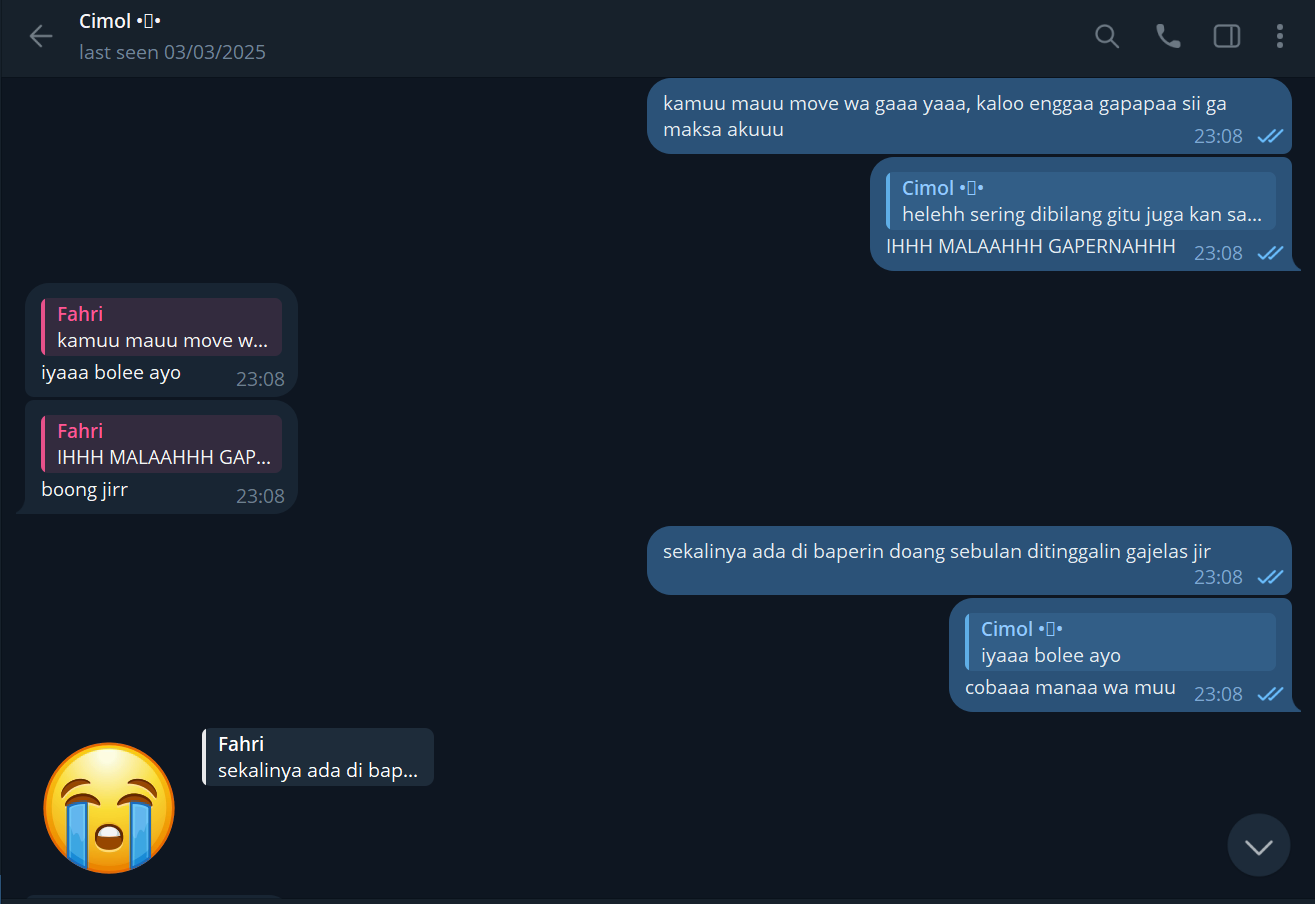 Cimol •▯•
last seen 03/03/2025
kamuu mauu move wa gaaa yaaa, kaloo enggaa gapapaa sii ga
maksa akuuu
23:08
Cimol •▯•
helehh sering dibilang gitu juga kan sa...
IHHH MALAAHHH GAPERNAHHH
23:08
Fahri
kamuu mauu move w...
iyaaa bolee ayo
23:08
Fahri
IHHH MALAAHHH GAP...
boong jirr
23:08
sekalinya ada di baperin doang sebulan ditinggalin gajelas jir
23:08
Cimol •▯•
iyaaa bolee ayo
cobaaa manaa wa muu
23:08
Fahri
sekalinya ada di bap...